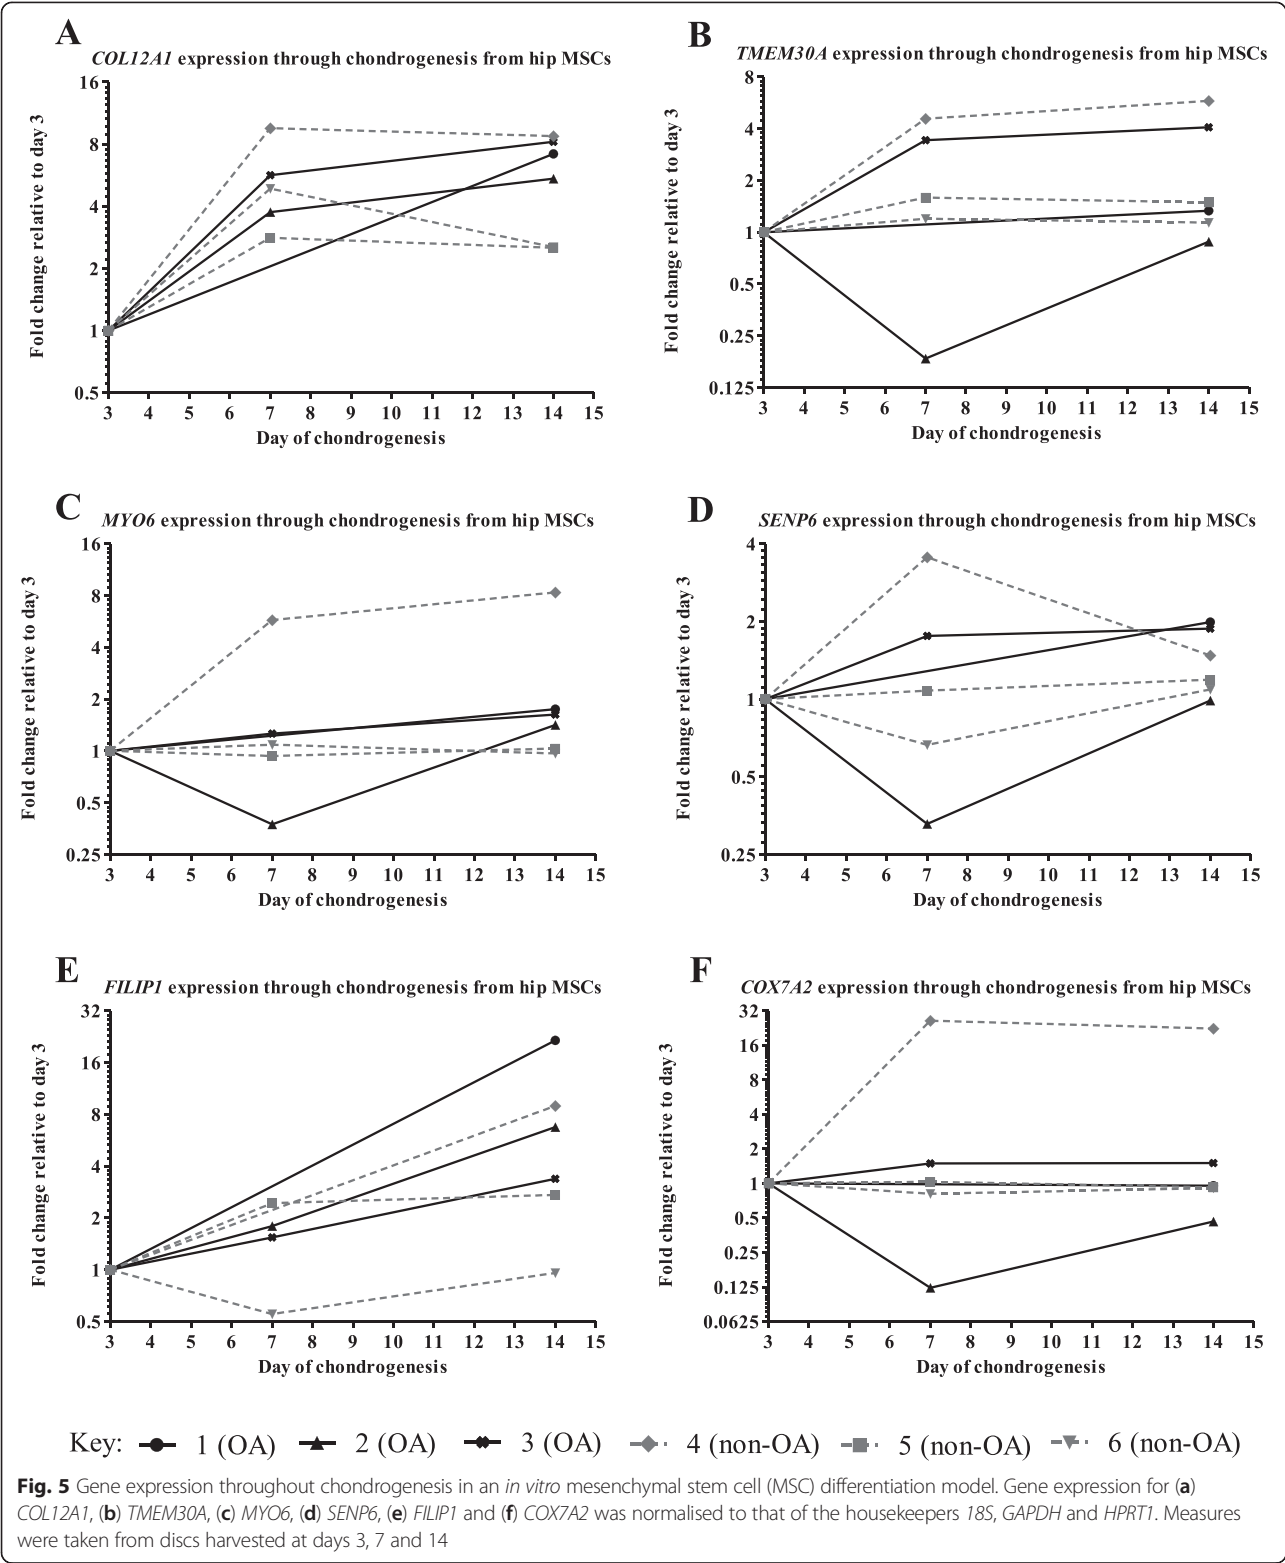 A
COL12A1 expression through chondrogenesis from hip MSCs
Fold change relative to day 3
16
8
4
2
1
0.5
3 4 5 6 7 8 9 10 11 12 13 14 15
Day of chondrogenesis
B
TMEM30A expression through chondrogenesis from hip MSCs
Fold change relative to day 3
8
4
2
1
0.5
0.25
0.125
3 4 5 6 7 8 9 10 11 12 13 14 15
Day of chondrogenesis
C
MYO6 expression through chondrogenesis from hip MSCs
Fold change relative to day 3
16
8
4
2
1
0.5
0.25
3 4 5 6 7 8 9 10 11 12 13 14 15
Day of chondrogenesis
D
SENP6 expression through chondrogenesis from hip MSCs
Fold change relative to day 3
4
2
1
0.5
0.25
3 4 5 6 7 8 9 10 11 12 13 14 15
Day of chondrogenesis
E
FILIP1 expression through chondrogenesis from hip MSCs
Fold change relative to day 3
32
16
8
4
2
1
0.5
3 4 5 6 7 8 9 10 11 12 13 14 15
Day of chondrogenesis
F
COX7A2 expression through chondrogenesis from hip MSCs
Fold change relative to day 3
32
16
8
4
2
1
0.5
0.25
0.125
0.0625
3 4 5 6 7 8 9 10 11 12 13 14 15
Day of chondrogenesis
Key: 1 (OA) 2 (OA) 3 (OA) 4 (non-OA) 5 (non-OA) 6 (non-OA)
Fig. 5 Gene expression throughout chondrogenesis in an in vitro mesenchymal stem cell (MSC) differentiation model. Gene expression for (a)
COL12A1, (b) TMEM30A, (c) MYO6, (d) SENP6, (e) FILIP1 and (f) COX7A2 was normalised to that of the housekeepers 18S, GAPDH and HPRT1. Measures
were taken from discs harvested at days 3, 7 and 14